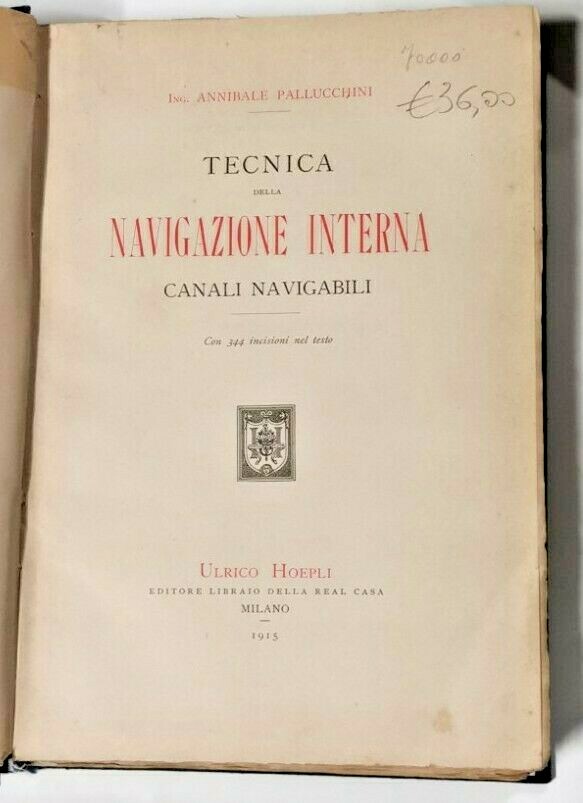 70000
€36,00
ING. ANNIBALE PALLUCCHINI
TECNICA
DELLA
NAVIGAZIONE INTERNA
CANALI NAVIGABILI
Con 344 incisioni nel testo
ULRICO HOEPLI
EDITORE LIBRAIO DELLA REAL CASA
MILANO
1915